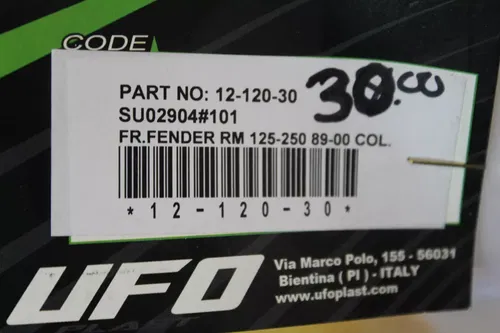 CODE
PART NO: 12-120-30
30.00
SU02904#101
FR.FENDER RM 125-250 89-00 COL.
*12-120-30*
UFO
PLAST
Via Marco Polo, 155 - 56031
Bientina ( PI ) - ITALY
www.ufoplast.com